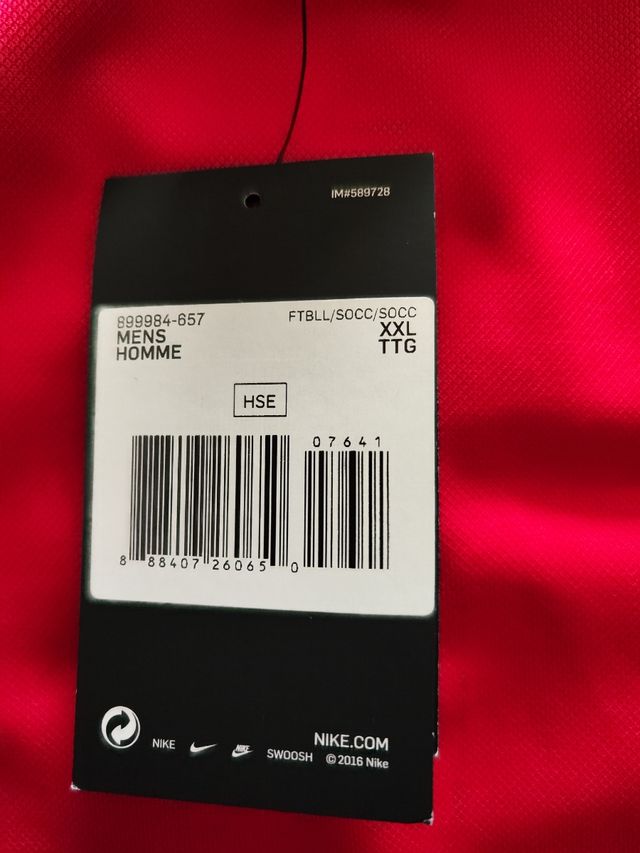 IM#589728
899984-657
FTBLL/SOCC/SOCC
MENS
XXL
HOMME
TTG
HSE
07641
8 88407 26065 0
NIKE
NIKE
SWOOSH
NIKE.COM
©2016 Nike